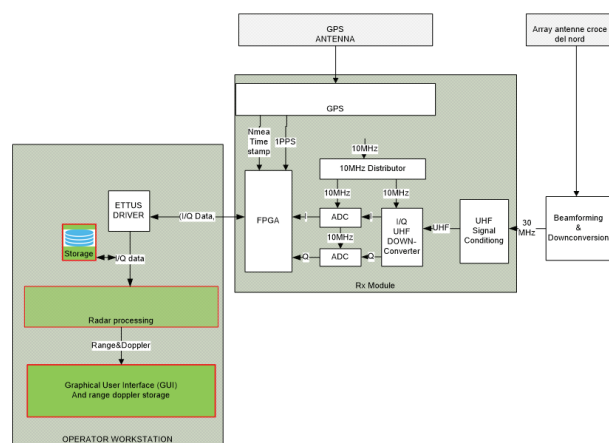 GPS
ANTENNA
Array antenne croce
del nord
GPS
Nmea
Time
stamp
1PPS
10MHz
10MHz Distributor
10MHz
10MHz
ETTUS
DRIVER
(I/Q Data,
FPGA
I
ADC
I
10MHz
Q
ADC
Q
I/Q
UHF
DOWN-
Converter
UHF
UHF
Signal
Conditiong
30
MHz
Beamforming
&
Downconversion
Storage
I/Q data
Rx Module
Radar processing
Range&Doppler
Graphical User Interface (GUI)
And range doppler storage
OPERATOR WORKSTATION